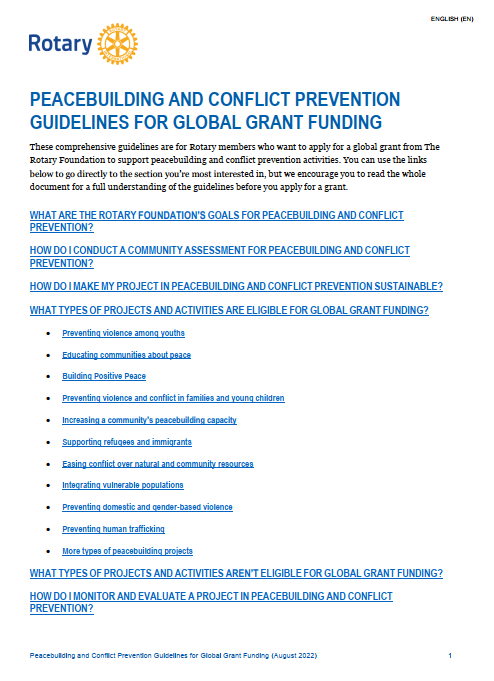 ENGLISH (EN)
Rotary
PEACEBUILDING AND CONFLICT PREVENTION
GUIDELINES FOR GLOBAL GRANT FUNDING
These comprehensive guidelines are for Rotary members who want to apply for a global grant from The
Rotary Foundation to support peacebuilding and conflict prevention activities. You can use the links
below to go directly to the section you're most interested in, but we encourage you to read the whole
document for a full understanding of the guidelines before you apply for a grant.
WHAT ARE THE ROTARY FOUNDATION'S GOALS FOR PEACEBUILDING AND CONFLICT
PREVENTION?
HOW DO I CONDUCT A COMMUNITY ASSESSMENT FOR PEACEBUILDING AND CONFLICT
PREVENTION?
HOW DO I MAKE MY PROJECT IN PEACEBUILDING AND CONFLICT PREVENTION SUSTAINABLE?
WHAT TYPES OF PROJECTS AND ACTIVITIES ARE ELIGIBLE FOR GLOBAL GRANT FUNDING?
• Preventing violence among youths
• Educating communities about peace
• Building Positive Peace
• Preventing violence and conflict in families and young children
• Increasing a community's peacebuilding capacity
• Supporting refugees and immigrants
• Easing conflict over natural and community resources
• Integrating vulnerable populations
• Preventing domestic and gender-based violence
• Preventing human trafficking
• More types of peacebuilding projects
WHAT TYPES OF PROJECTS AND ACTIVITIES AREN'T ELIGIBLE FOR GLOBAL GRANT FUNDING?
HOW DO I MONITOR AND EVALUATE A PROJECT IN PEACEBUILDING AND CONFLICT
PREVENTION?
Peacebuilding and Conflict Prevention Guidelines for Global Grant Funding (August 2022) 1